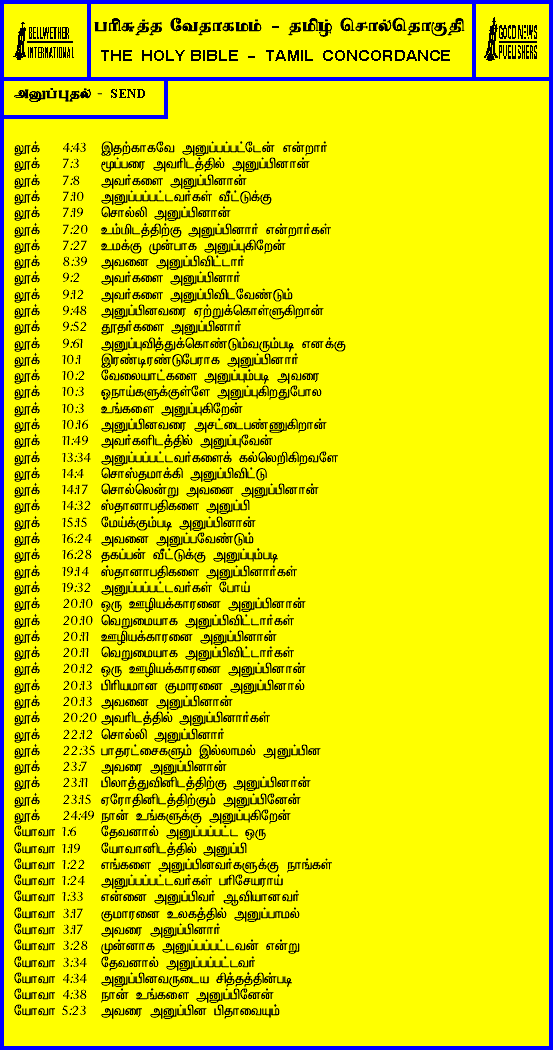 BELLWETHER INTERNATIONAL
பரிசுத்த வேதாகமம் - தமிழ் சொல்தொகுதி
THE HOLY BIBLE - TAMIL CONCORDANCE
GOOD NEWS PUBLISHERS
அனுப்புதல் - SEND
லூக் 4:43 இதற்காகவே அனுப்பப்பட்டேன் என்றார்
லூக் 7:3 மூப்பரை அவரிடத்தில் அனுப்பினான்
லூக் 7:8 அவர்களை அனுப்பினான்
லூக் 7:10 அனுப்பப்பட்டவர்கள் வீட்டுக்கு
லூக் 7:19 சொல்லி அனுப்பினான்
லூக் 7:20 உம்மிடத்திற்கு அனுப்பினார் என்றார்கள்
லூக் 7:27 உமக்கு முன்பாக அனுப்புகிறேன்
லூக் 8:39 அவனை அனுப்பிவிட்டார்
லூக் 9:2 அவர்களை அனுப்பினார்
லூக் 9:12 அவர்களை அனுப்பிவிடவேண்டும்
லூக் 9:48 அனுப்பினவரை ஏற்றுக்கொள்ளுகிறான்
லூக் 9:52 தூதர்களை அனுப்பினார்
லூக் 9:61 அனுப்புவித்துக்கொண்டும்வரும்படி எனக்கு
லூக் 10:1 இரண்டிரண்டுபேராக அனுப்பினார்
லூக் 10:2 வேலையாட்களை அனுப்பும்படி அவரை
லூக் 10:3 ஓநாய்களுக்குள்ளே அனுப்புகிறதுபோல
லூக் 10:3 உங்களை அனுப்புகிறேன்
லூக் 10:16 அனுப்பினவரை அசட்டைபண்ணுகிறான்
லூக் 11:49 அவர்களிடத்தில் அனுப்புவேன்
லூக் 13:34 அனுப்பப்பட்டவர்களைக் கல்லெறிகிறவளே
லூக் 14:4 சொஸ்தமாக்கி அனுப்பிவிட்டு
லூக் 14:17 சொல்லென்று அவனை அனுப்பினான்
லூக் 14:32 ஸ்தானாபதிகளை அனுப்பி
லூக் 15:15 மேய்க்கும்படி அனுப்பினான்
லூக் 16:24 அவனை அனுப்பவேண்டும்
லூக் 16:28 தகப்பன் வீட்டுக்கு அனுப்பும்படி
லூக் 19:14 ஸ்தானாபதிகளை அனுப்பினார்கள்
லூக் 19:32 அனுப்பப்பட்டவர்கள் போய்
லூக் 20:10 ஒரு ஊழியக்காரனை அனுப்பினான்
லூக் 20:10 வெறுமையாக அனுப்பிவிட்டார்கள்
லூக் 20:11 ஊழியக்காரனை அனுப்பினான்
லூக் 20:11 வெறுமையாக அனுப்பிவிட்டார்கள்
லூக் 20:12 ஒரு ஊழியக்காரனை அனுப்பினான்
லூக் 20:13 பிரியமான குமாரனை அனுப்பினால்
லூக் 20:13 அவனை அனுப்பினான்
லூக் 20:20 அவரிடத்தில் அனுப்பினார்கள்
லூக் 22:12 சொல்லி அனுப்பினார்
லூக் 22:35 பாதரட்சைகளும் இல்லாமல் அனுப்பின
லூக் 23:7 அவரை அனுப்பினான்
லூக் 23:11 பிலாத்துவினிடத்திற்கு அனுப்பினான்
லூக் 23:15 ஏரோதினிடத்திற்கும் அனுப்பினேன்
லூக் 24:49 நான் உங்களுக்கு அனுப்புகிறேன்
யோவா 1:6 தேவனால் அனுப்பப்பட்ட ஒரு
யோவா 1:19 யோவானிடத்தில் அனுப்பி
யோவா 1:22 எங்களை அனுப்பினவர்களுக்கு நாங்கள்
யோவா 1:24 அனுப்பப்பட்டவர்கள் பரிசேயராய்
யோவா 1:33 என்னை அனுப்பிவர் ஆவியானவர்
யோவா 3:17 குமாரனை உலகத்தில் அனுப்பாமல்
யோவா 3:17 அவரை அனுப்பினார்
யோவா 3:28 முன்னாக அனுப்பப்பட்டவன் என்று
யோவா 3:34 தேவனால் அனுப்பப்பட்டவர்
யோவா 4:34 அனுப்பினவருடைய சித்தத்தின்படி
யோவா 4:38 நான் உங்களை அனுப்பினேன்
யோவா 5:23 அவரை அனுப்பின பிதாவையும்